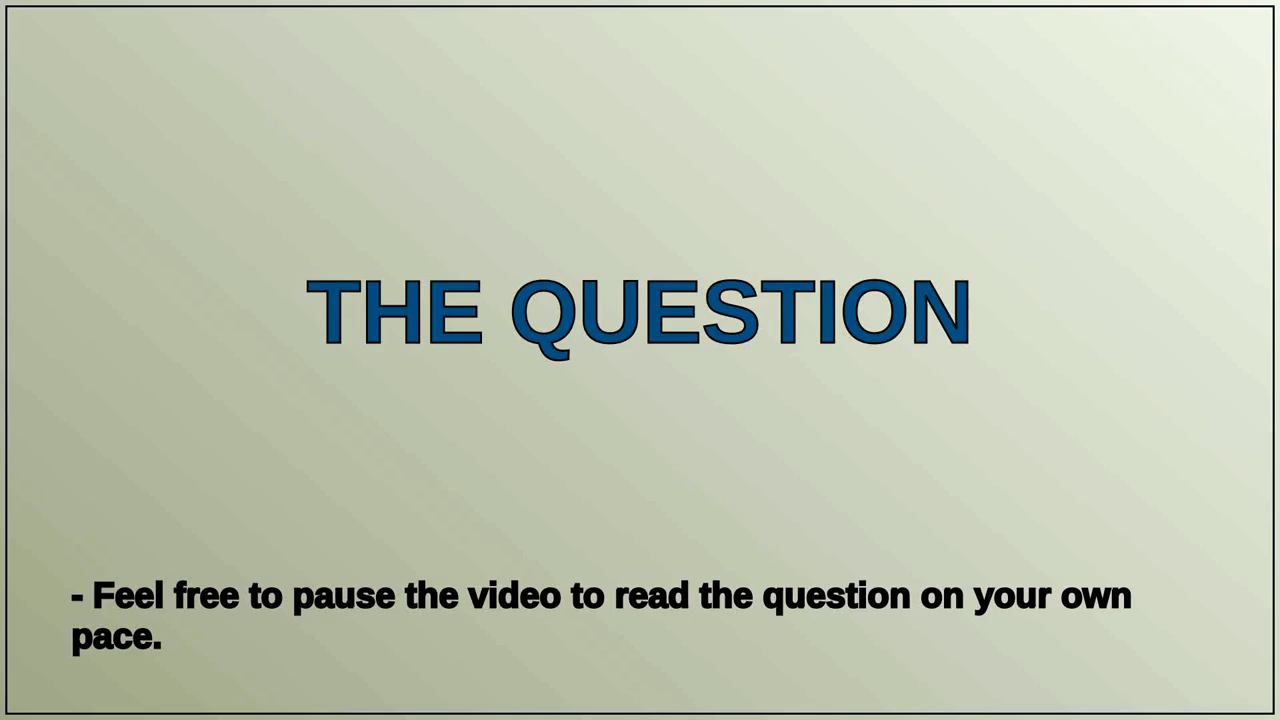 THE QUESTION
- Feel free to pause the video to read the question on your own
pace.